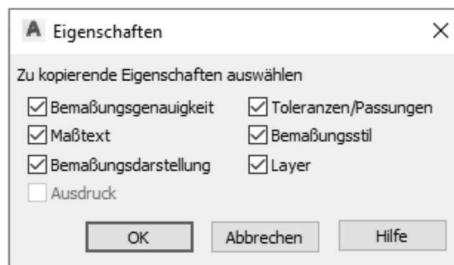 A Eigenschaften
Zu kopierende Eigenschaften auswählen
Bemaßungsgenauigkeit Toleranzen/Passungen
Maßtext Bemaßungsstil
Bemaßungsdarstellung Layer
Ausdruck
OK Abbrechen Hilfe